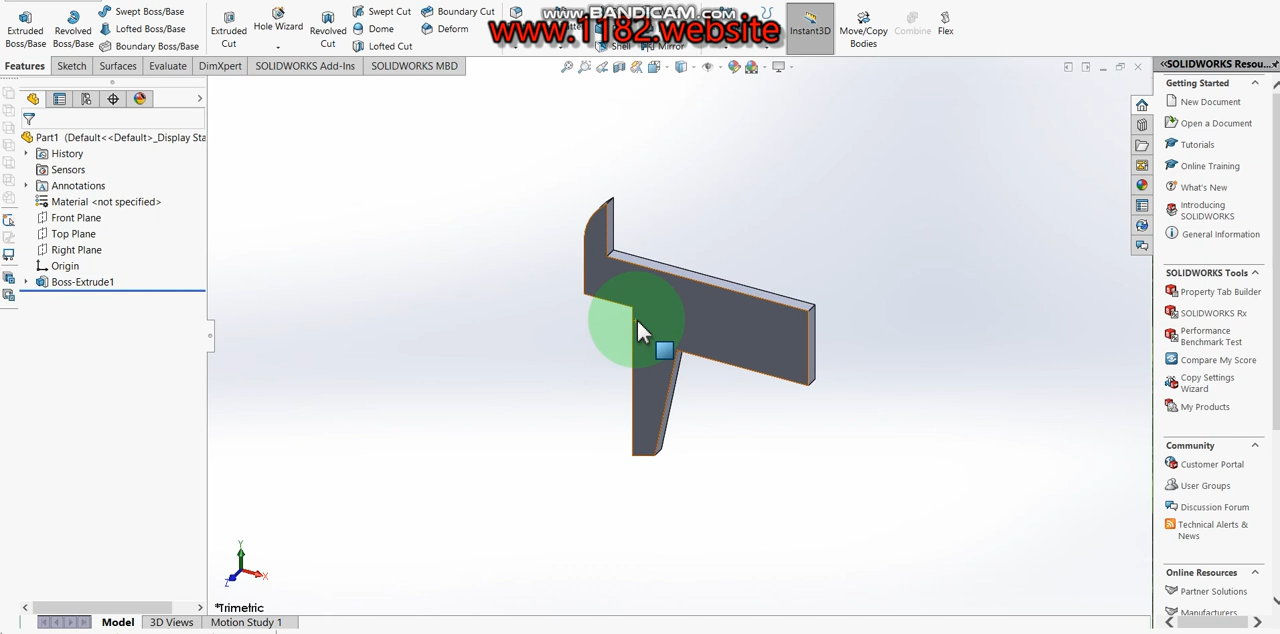 www.BANDICAM.com
www.1182.website
Extruded Boss/Base
Revolved Boss/Base
Swept Boss/Base
Lofted Boss/Base
Boundary Boss/Base
Extruded Cut
Hole Wizard
Revolved Cut
Swept Cut
Dome
Lofted Cut
Boundary Cut
Deform
Shell
Mirror
Instant3D
Move/Copy Bodies
Combine
Flex
Features
Sketch
Surfaces
Evaluate
DimXpert
SOLIDWORKS Add-Ins
SOLIDWORKS MBD
Part1 (Default<<Default>_Display Sta
History
Sensors
Annotations
Material <not specified>
Front Plane
Top Plane
Right Plane
Origin
Boss-Extrude1
Y
X
Z
*Trimetric
Model
3D Views
Motion Study 1
SOLIDWORKS Resou...
Getting Started
New Document
Open a Document
Tutorials
Online Training
What's New
Introducing
SOLIDWORKS
General Information
SOLIDWORKS Tools
Property Tab Builder
SOLIDWORKS Rx
Performance
Benchmark Test
Compare My Score
Copy Settings
Wizard
My Products
Community
Customer Portal
User Groups
Discussion Forum
Technical Alerts &
News
Online Resources
Partner Solutions
Manufacturers